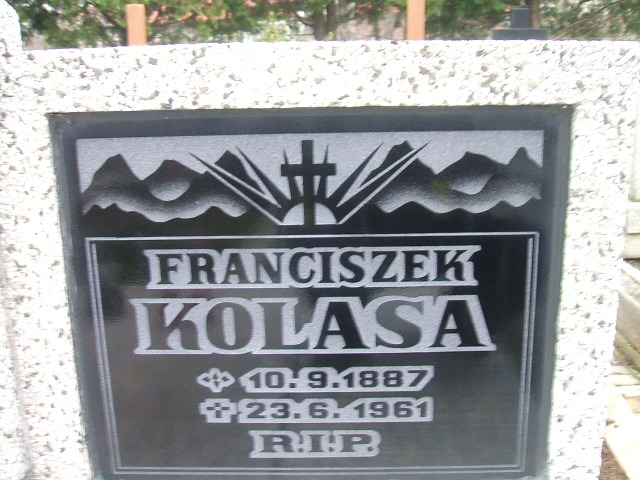 FRANCISZEK
KOLASA
10.9.1887
23.6.1961
R.I.P.